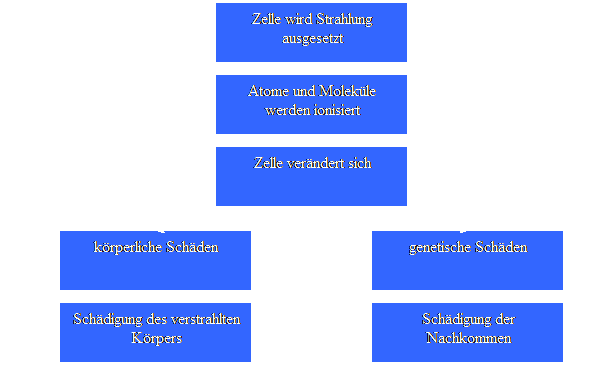 Zelle wird Strahlung
ausgesetzt
Atome und Moleküle
werden ionisiert
Zelle verändert sich
körperliche Schäden
genetische Schäden
Schädigung des verstrahlten
Körpers
Schädigung der
Nachkommen